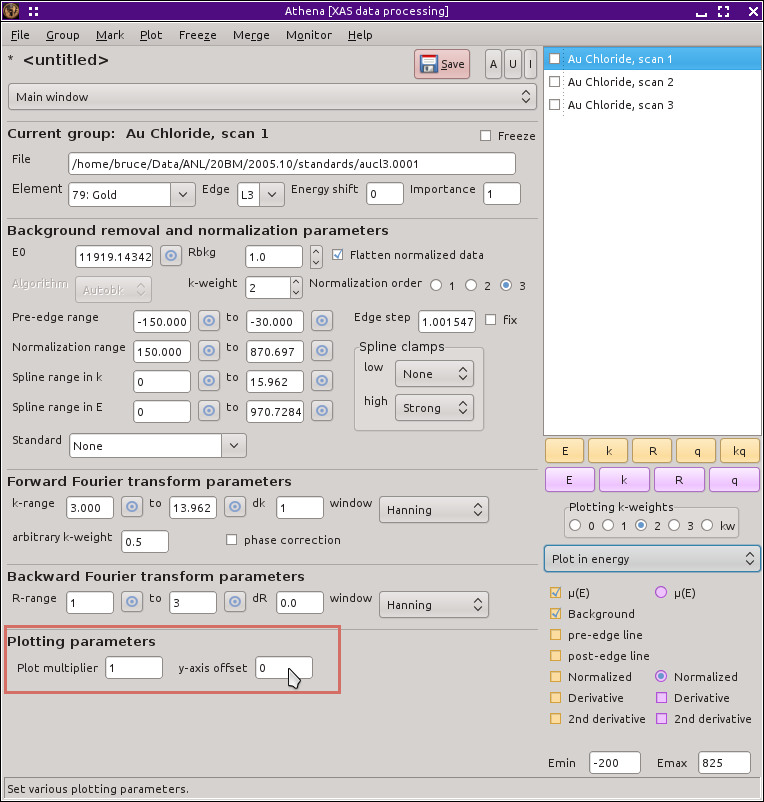 Athena [XAS data processing]
File Group Mark Plot Freeze Merge Monitor Help
* <untitled>
Save
A U I
Main window
Current group: Au Chloride, scan 1
Freeze
File /home/bruce/Data/ANL/20BM/2005.10/standards/aucl3.0001
Element 79: Gold Edge L3 Energy shift 0 Importance 1
Background removal and normalization parameters
E0 11919.14342 Rbkg 1.0 Flatten normalized data
Algorithm Autobk k-weight 2 Normalization order 1 2 3
Pre-edge range -150.000 to -30.000 Edge step 1.001547 fix
Normalization range 150.000 to 870.697
Spline range in k 0 to 15.962
Spline range in E 0 to 970.7284
Spline clamps
low None
high Strong
Standard None
Forward Fourier transform parameters
k-range 3.000 to 13.962 dk 1 window Hanning
arbitrary k-weight 0.5 phase correction
Backward Fourier transform parameters
R-range 1 to 3 dR 0.0 window Hanning
Plotting parameters
Plot multiplier 1 y-axis offset 0
Au Chloride, scan 1
Au Chloride, scan 2
Au Chloride, scan 3
E k R q kq
E k R q
Plotting k-weights
0 1 2 3 kw
Plot in energy
μ(E) μ(E)
Background
pre-edge line
post-edge line
Normalized Normalized
Derivative Derivative
2nd derivative 2nd derivative
Emin -200 Emax 825
Set various plotting parameters.